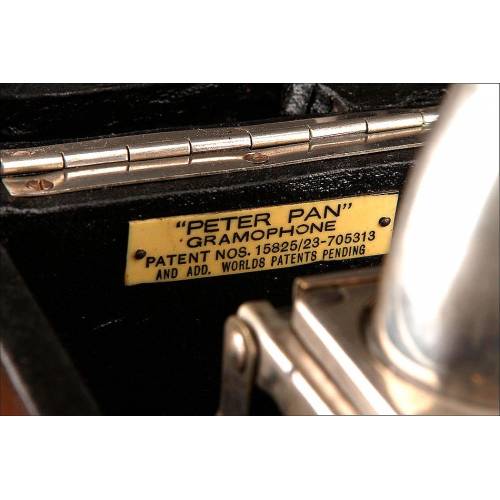 "PETER PAN"
GRAMOPHONE
PATENT NOS. 15825/23-705313
AND ADD. WORLDS PATENTS PENDING